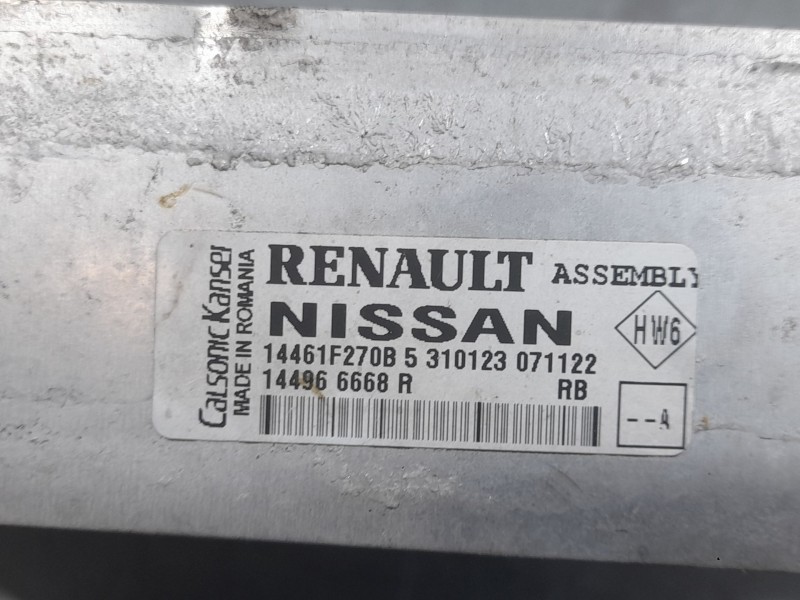 CalsonicKansei
MADE IN ROMANIA
RENAULT ASSEMBLY
NISSAN
HW6
14461F270B 5 310123 071122
14496 6668 R RB
--A